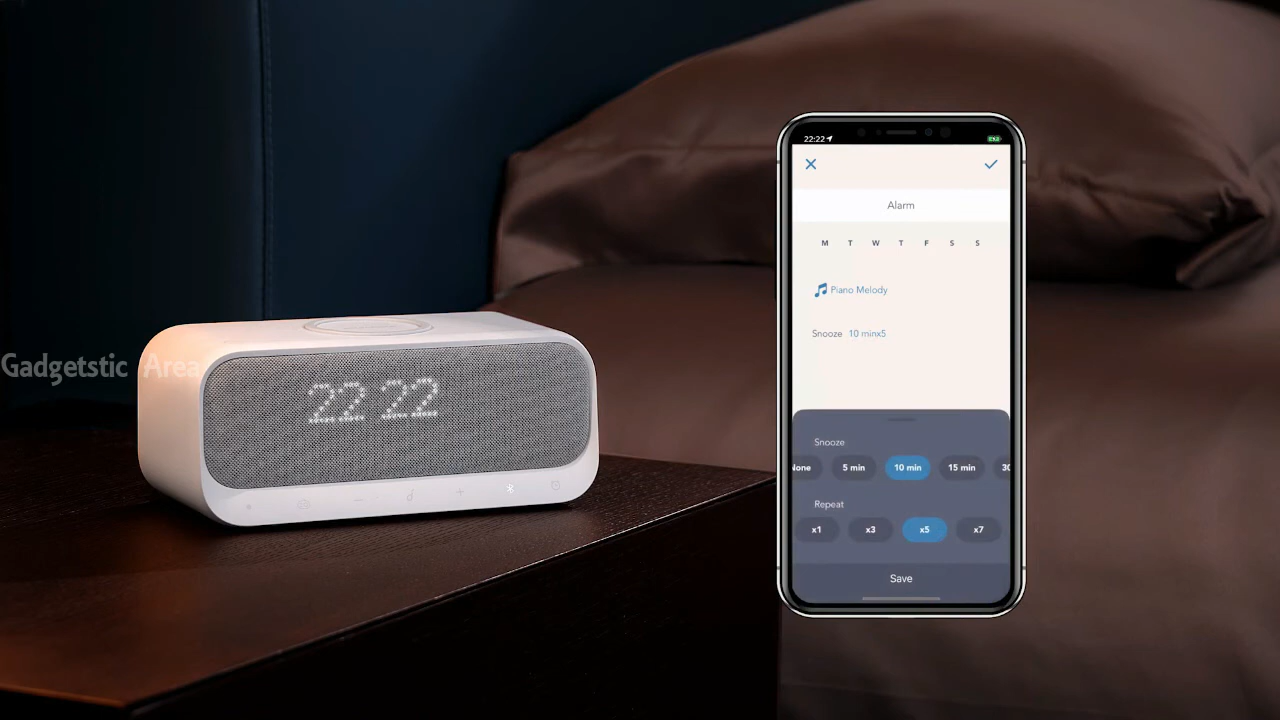 Gadgetstic Area
22 22
22:22
Alarm
M T W T F S S
Piano Melody
Snooze 10 minx5
Snooze
None 5 min 10 min 15 min 30
Repeat
x1 x3 x5 x7
Save